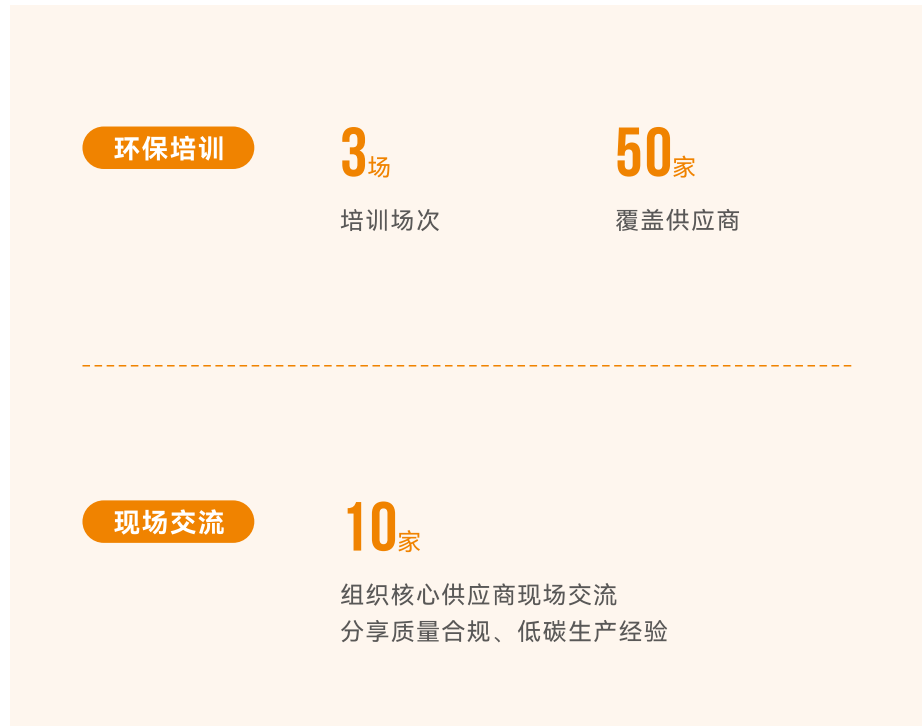 环保培训
3场
50家
培训场次
覆盖供应商
现场交流
10家
组织核心供应商现场交流
分享质量合规、低碳生产经验